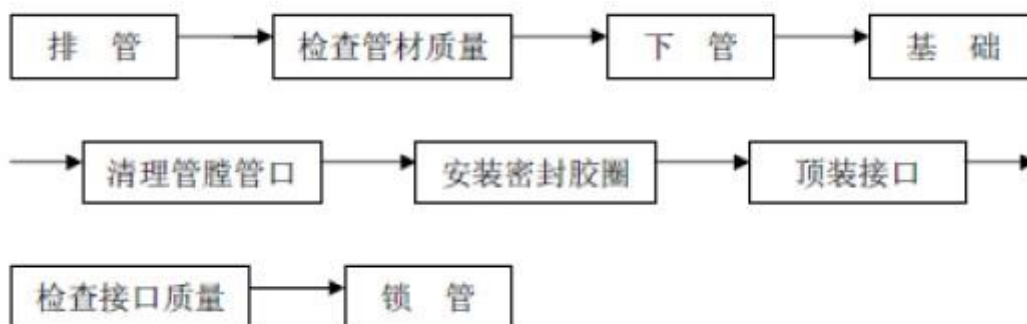 排 管 检查管材质量 下 管 基 础
清理管膛管口 安装密封胶圈 顶装接口
检查接口质量 锁 管